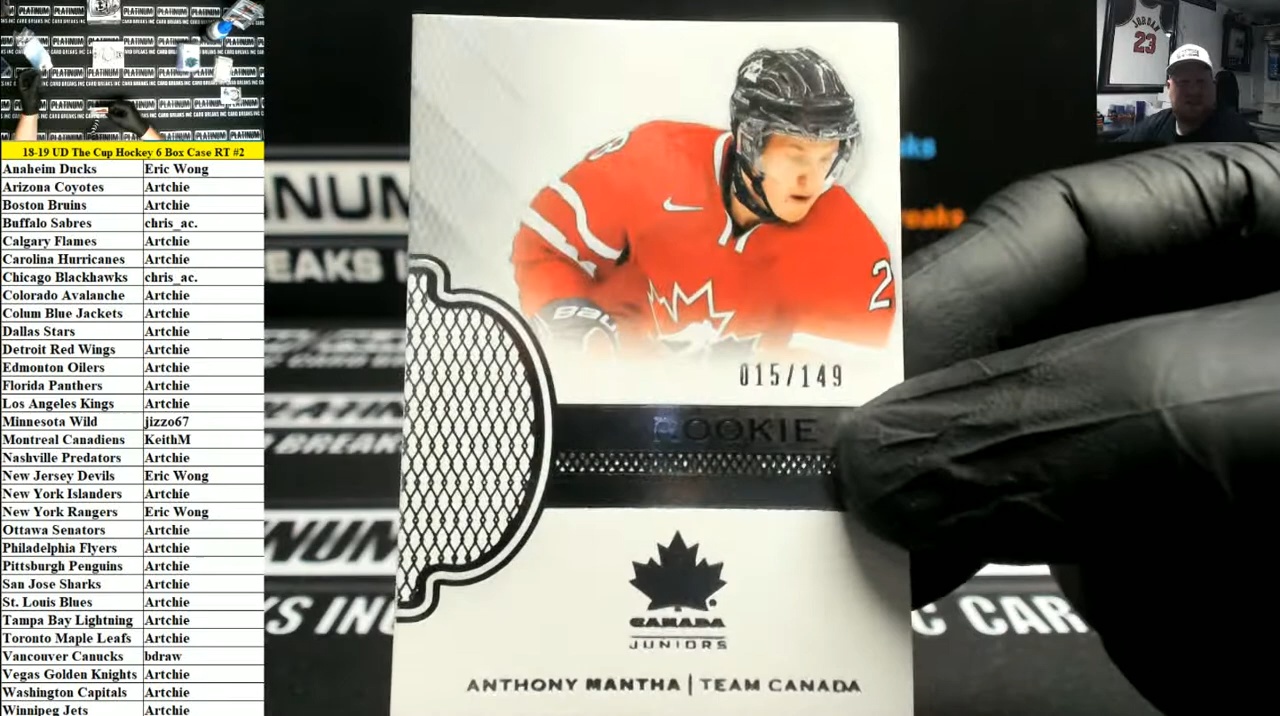 18-19 UD The Cup Hockey 6 Box Case RT #2
Anaheim Ducks Eric Wong
Arizona Coyotes Artchie
Boston Bruins Artchie
Buffalo Sabres chris_ac.
Calgary Flames Artchie
Carolina Hurricanes Artchie
Chicago Blackhawks chris_ac.
Colorado Avalanche Artchie
Colum Blue Jackets Artchie
Dallas Stars Artchie
Detroit Red Wings Artchie
Edmonton Oilers Artchie
Florida Panthers Artchie
Los Angeles Kings Artchie
Minnesota Wild jizzo67
Montreal Canadiens KeithM
Nashville Predators Artchie
New Jersey Devils Eric Wong
New York Islanders Artchie
New York Rangers Eric Wong
Ottawa Senators Artchie
Philadelphia Flyers Artchie
Pittsburgh Penguins Artchie
San Jose Sharks Artchie
St. Louis Blues Artchie
Tampa Bay Lightning Artchie
Toronto Maple Leafs Artchie
Vancouver Canucks bdraw
Vegas Golden Knights Artchie
Washington Capitals Artchie
Winnipeg Jets Artchie
2
015/149
ROOKIE
CANADA
JUNIORS
ANTHONY MANTHA | TEAM CANADA
JORDAN
23
PLATINUM
CARD BREAKS INC